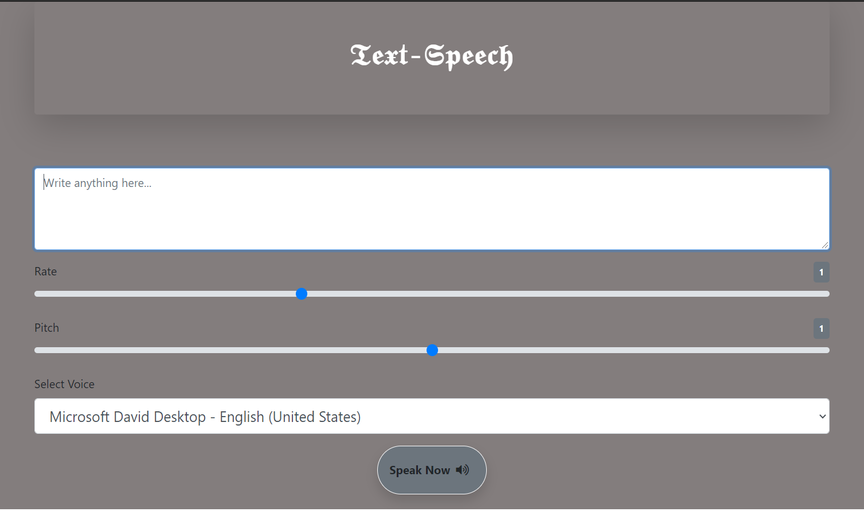 Text-Speech
Write anything here...
Rate 1
Pitch 1
Select Voice
Microsoft David Desktop - English (United States)
Speak Now